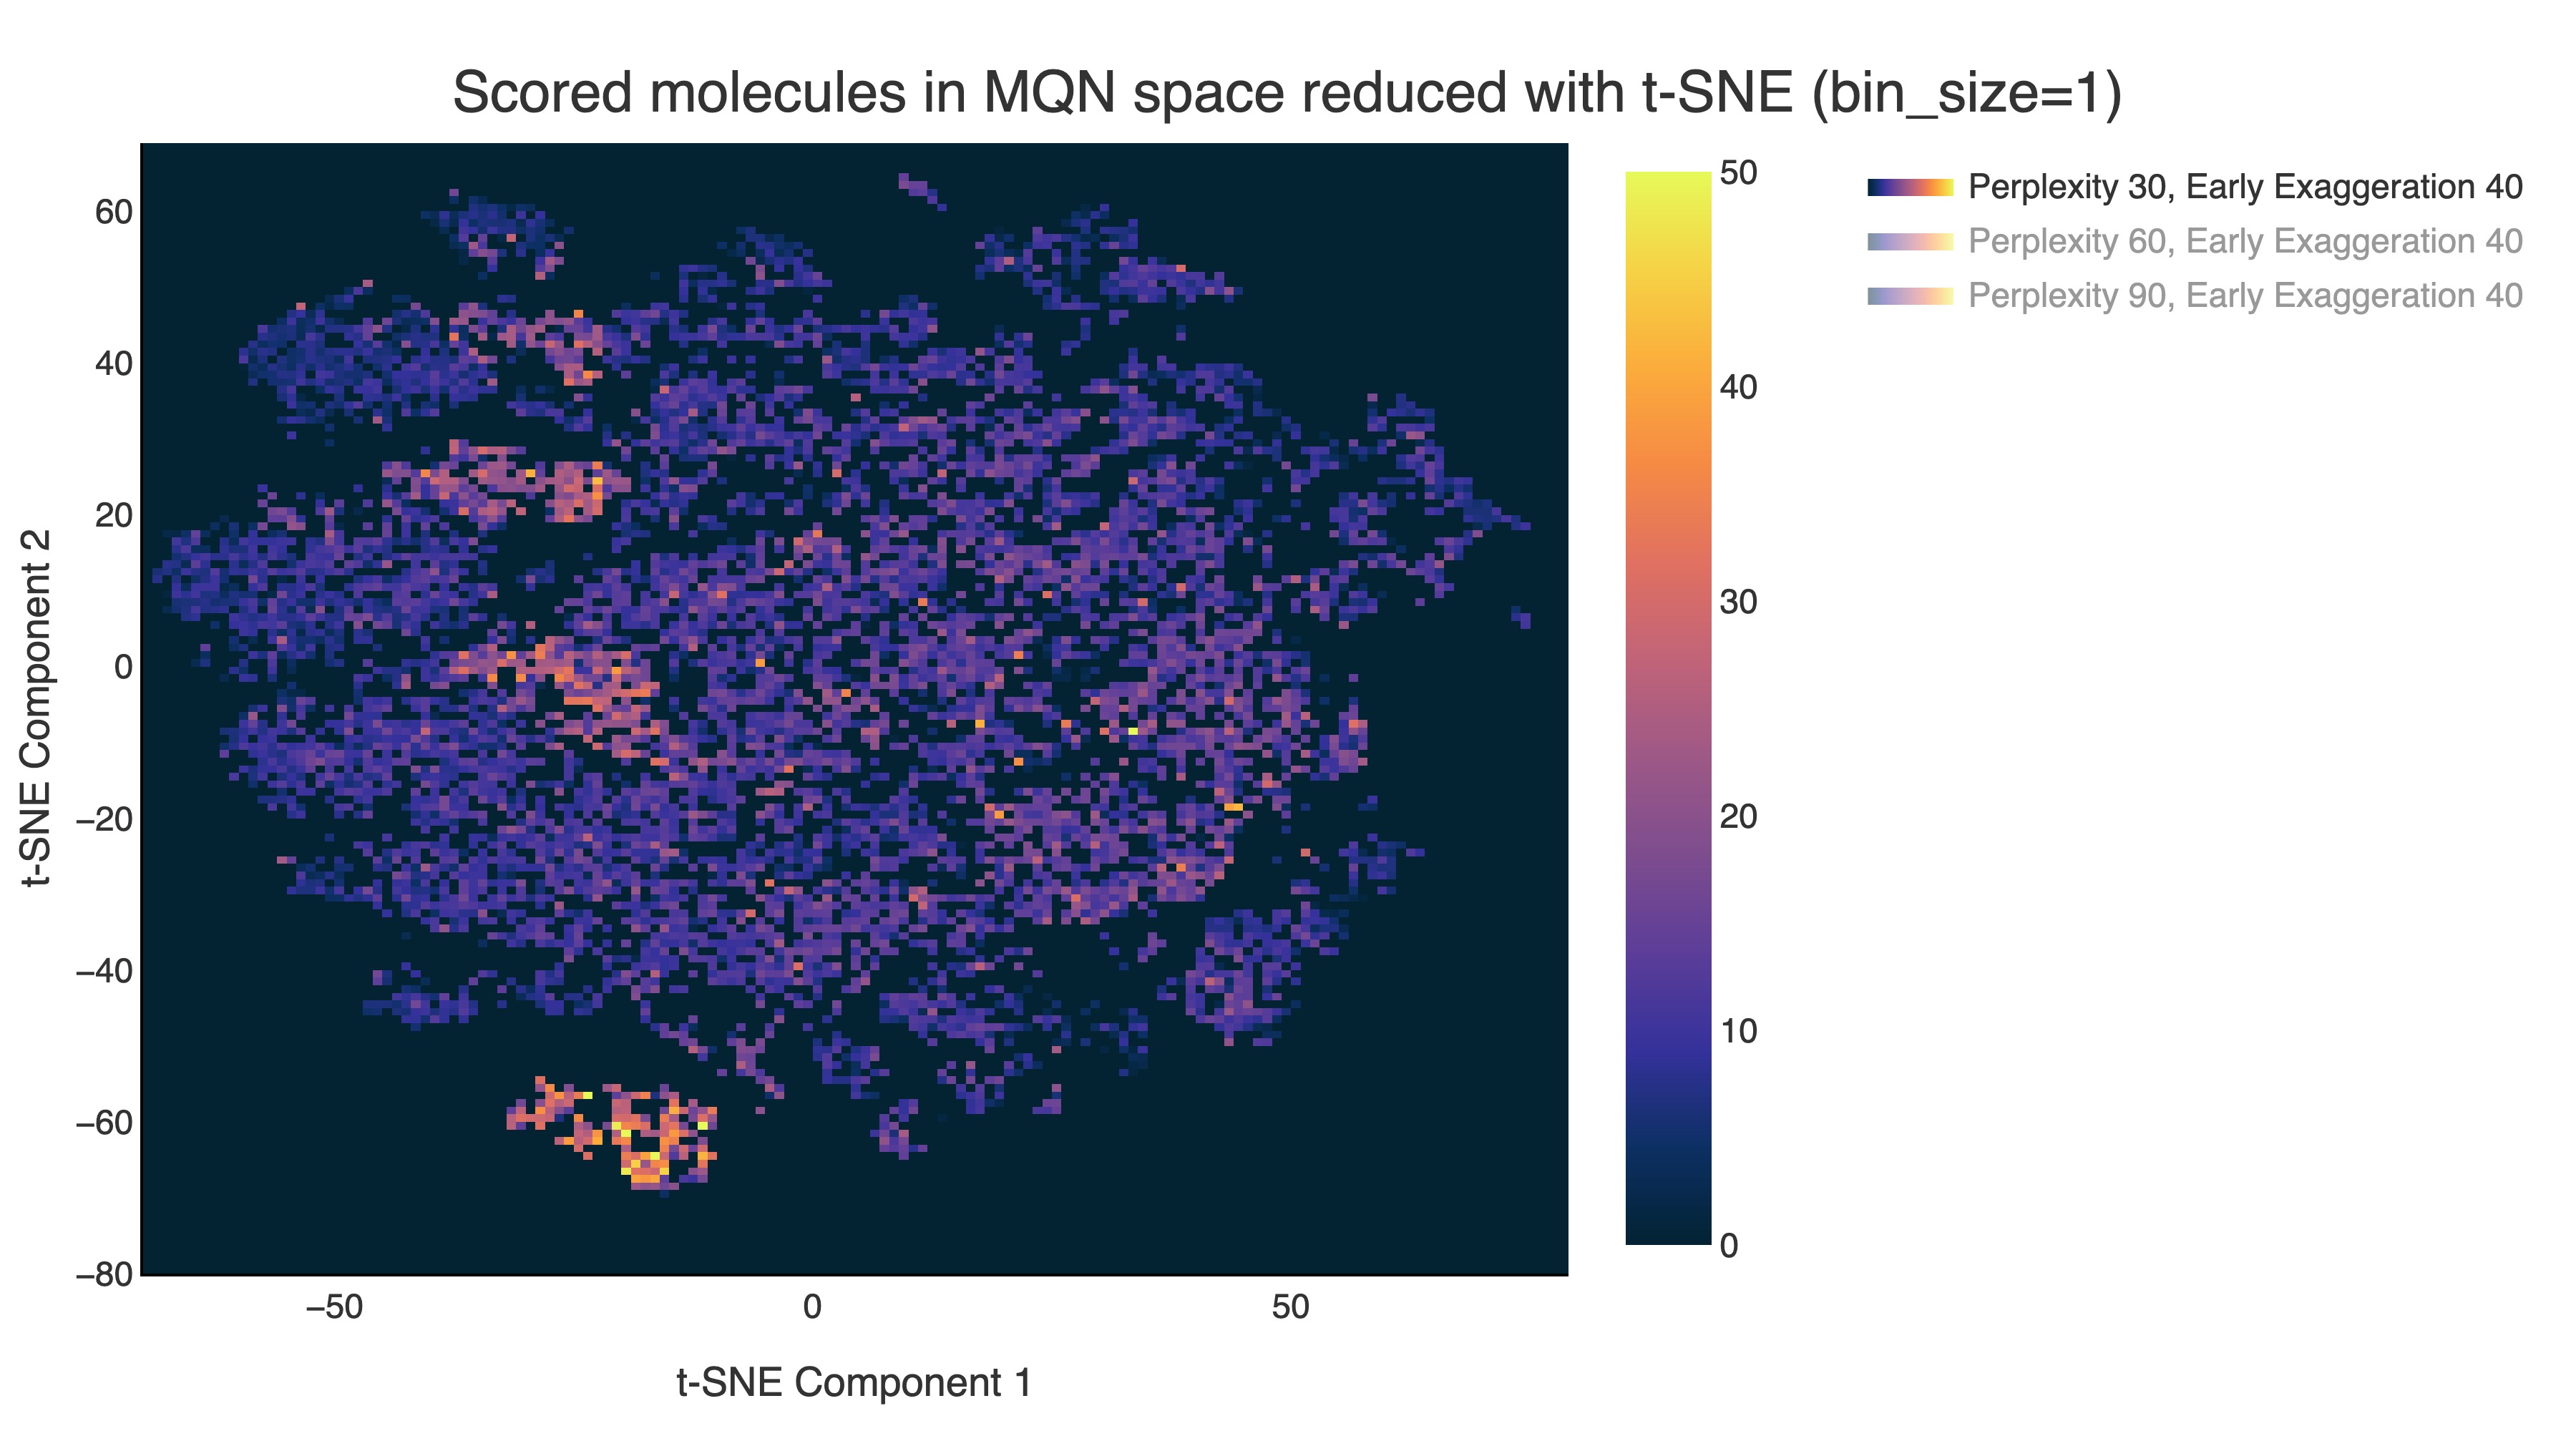 Scored molecules in MQN space reduced with t-SNE (bin_size=1)
Perplexity 30, Early Exaggeration 40
Perplexity 60, Early Exaggeration 40
Perplexity 90, Early Exaggeration 40
50
40
30
20
10
0
t-SNE Component 2
60
40
20
0
−20
−40
−60
−80
−50
0
50
t-SNE Component 1